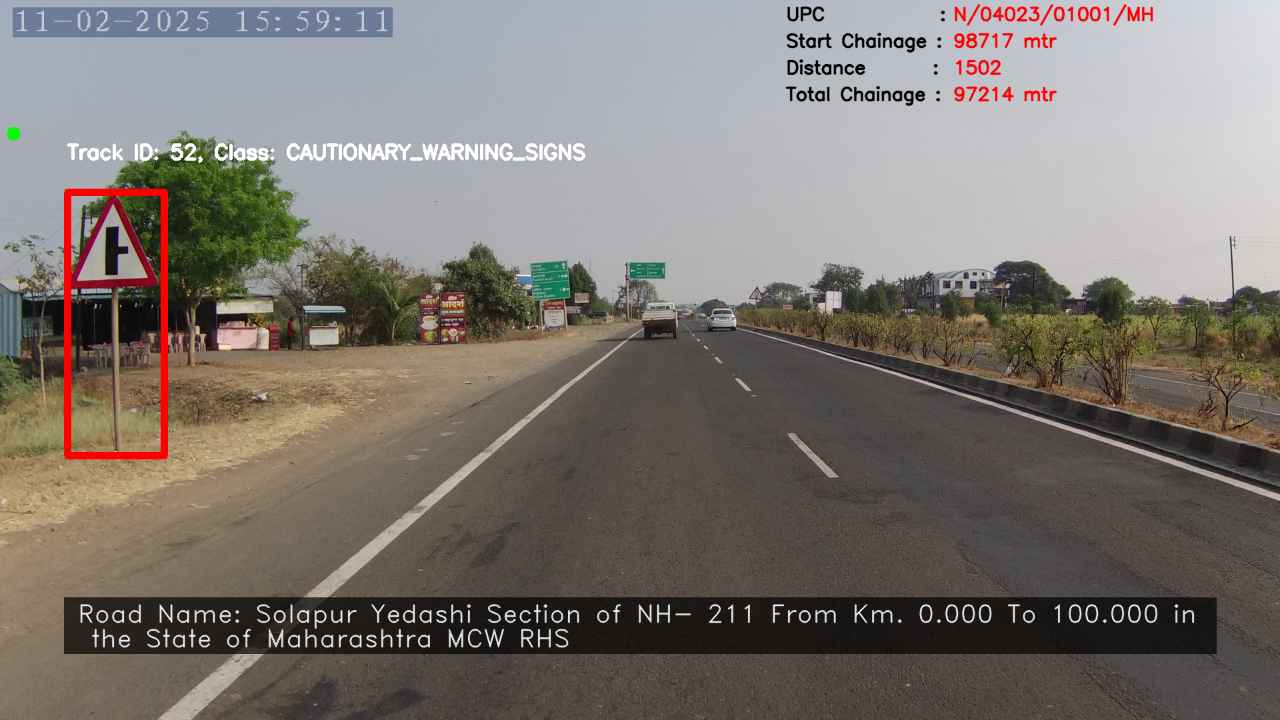 11-02-2025 15:59:11
UPC : N/04023/01001/MH
Start Chainage : 98717 mtr
Distance : 1502
Total Chainage : 97214 mtr
Track ID: 52, Class: CAUTIONARY_WARNING_SIGNS
Road Name: Solapur Yedashi Section of NH- 211 From Km. 0.000 To 100.000 in
the State of Maharashtra MCW RHS